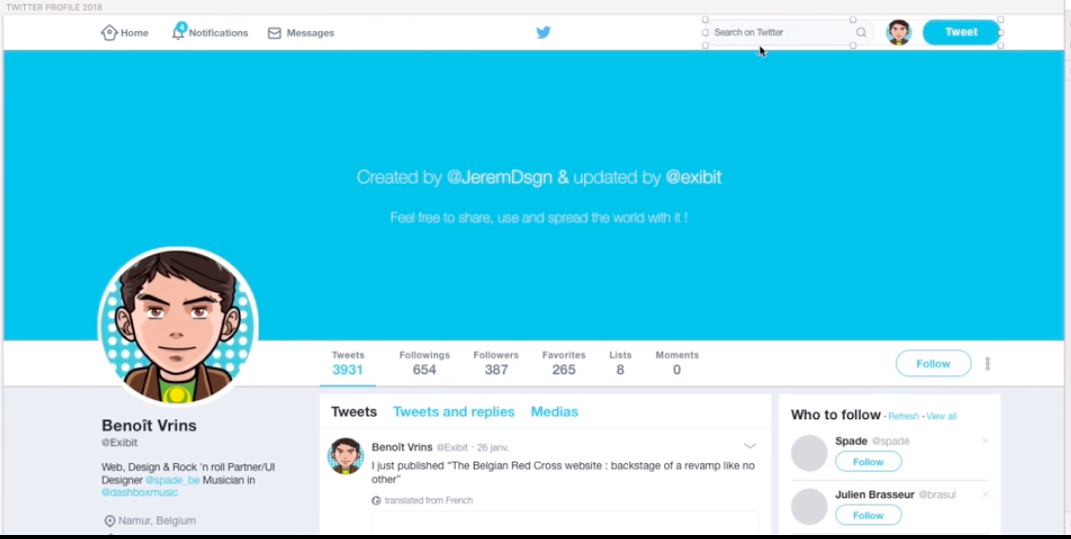 TWITTER PROFILE 2018
Home
4
Notifications
Messages
Search on Twitter
Tweet
Created by @JeremDsgn & updated by @exibit
Feel free to share, use and spread the world with it !
Tweets Followings Followers Favorites Lists Moments
3931 654 387 265 8 0
Follow
Benoît Vrins
@Exibit
Web, Design & Rock 'n roll Partner/UI
Designer @spade_be Musician in
@dashboxmusic
Namur, Belgium
Tweets Tweets and replies Medias
Benoît Vrins @Exibit · 26 janv.
I just published “The Belgian Red Cross website : backstage of a revamp like no
other”
translated from French
Who to follow · Refresh · View all
Spade @spade
Follow
Julien Brasseur @brasul
Follow